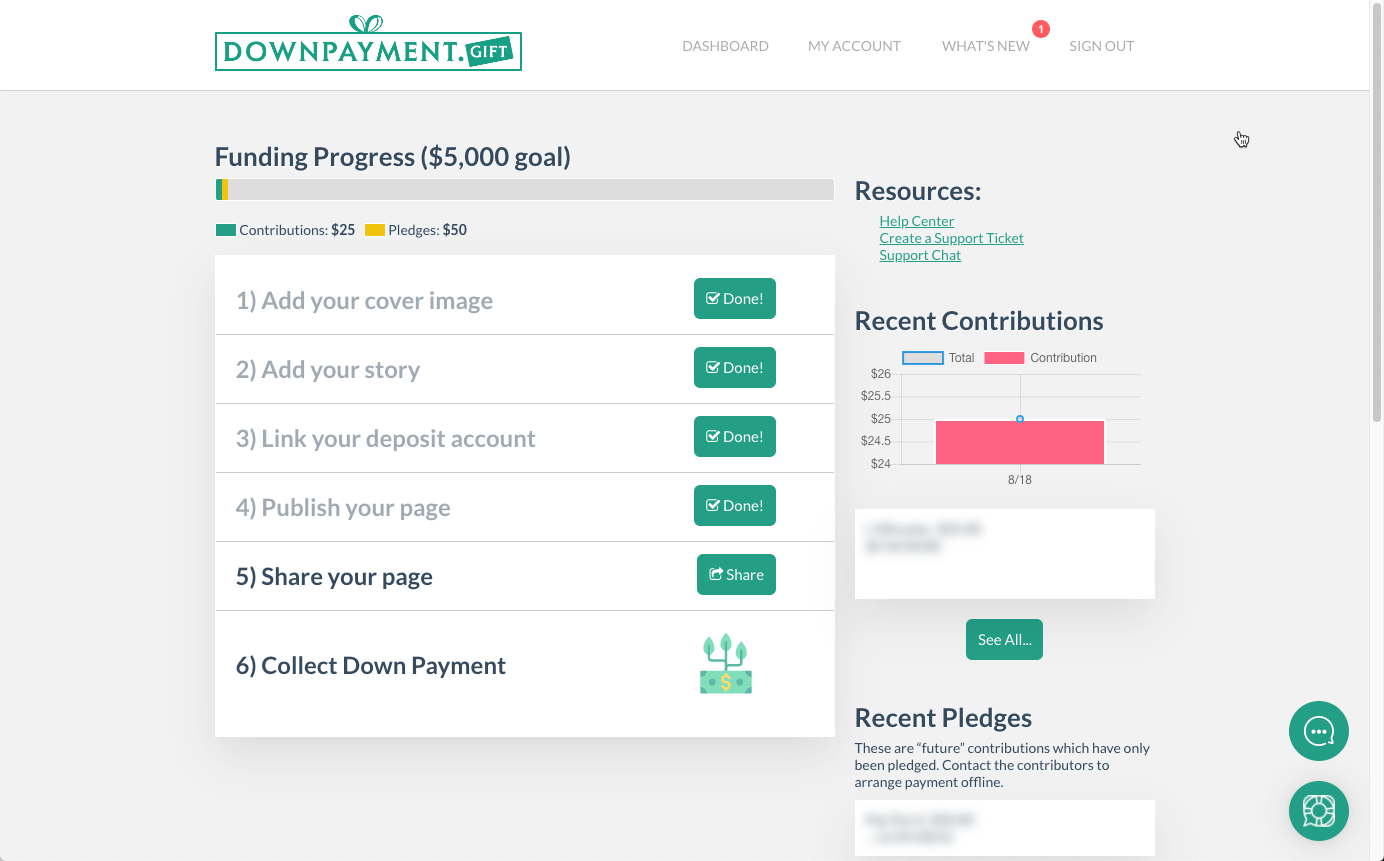 DOWNPAYMENT.GIFT
DASHBOARD
MY ACCOUNT
WHAT'S NEW
1
SIGN OUT
Funding Progress ($5,000 goal)
Contributions: $25 Pledges: $50
1) Add your cover image
Done!
2) Add your story
Done!
3) Link your deposit account
Done!
4) Publish your page
Done!
5) Share your page
Share
6) Collect Down Payment
$
Resources:
Help Center
Create a Support Ticket
Support Chat
Recent Contributions
Total Contribution
$26
$25.5
$25
$24.5
$24
8/18
See All...
Recent Pledges
These are “future” contributions which have only
been pledged. Contact the contributors to
arrange payment offline.